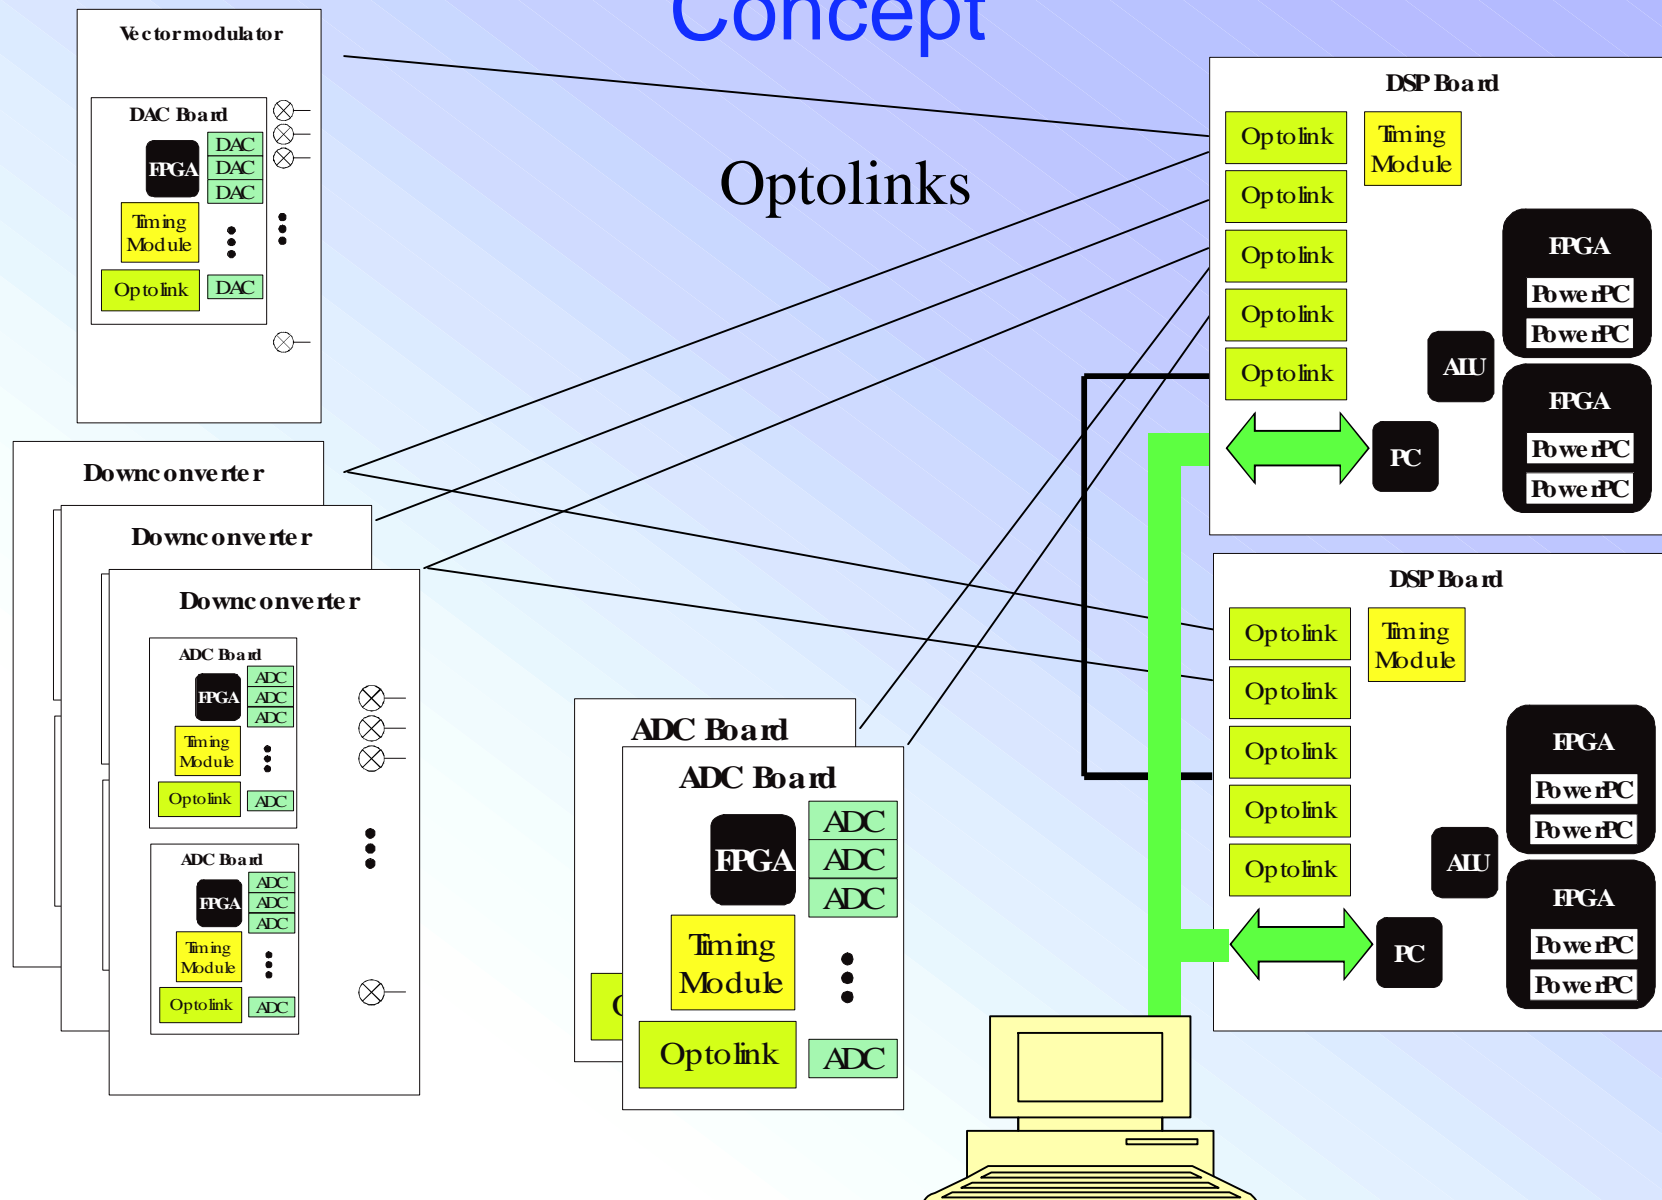 Concept
Vectormodulator
DAC Board
FPGA
DAC
DAC
DAC
Timing
Module
Optolink
DAC
Optolinks
Downconverter
Downconverter
Downconverter
ADC Board
FPGA
ADC
ADC
ADC
Timing
Module
Optolink
ADC
ADC Board
FPGA
ADC
ADC
ADC
Timing
Module
Optolink
ADC
ADC Board
ADC Board
FPGA
ADC
ADC
ADC
Timing
Module
Optolink
ADC
DSP Board
Optolink
Optolink
Optolink
Optolink
Optolink
Timing
Module
FPGA
PowerPC
PowerPC
ALU
FPGA
PowerPC
PowerPC
PC
DSP Board
Optolink
Optolink
Optolink
Optolink
Optolink
Timing
Module
FPGA
PowerPC
PowerPC
ALU
FPGA
PowerPC
PowerPC
PC